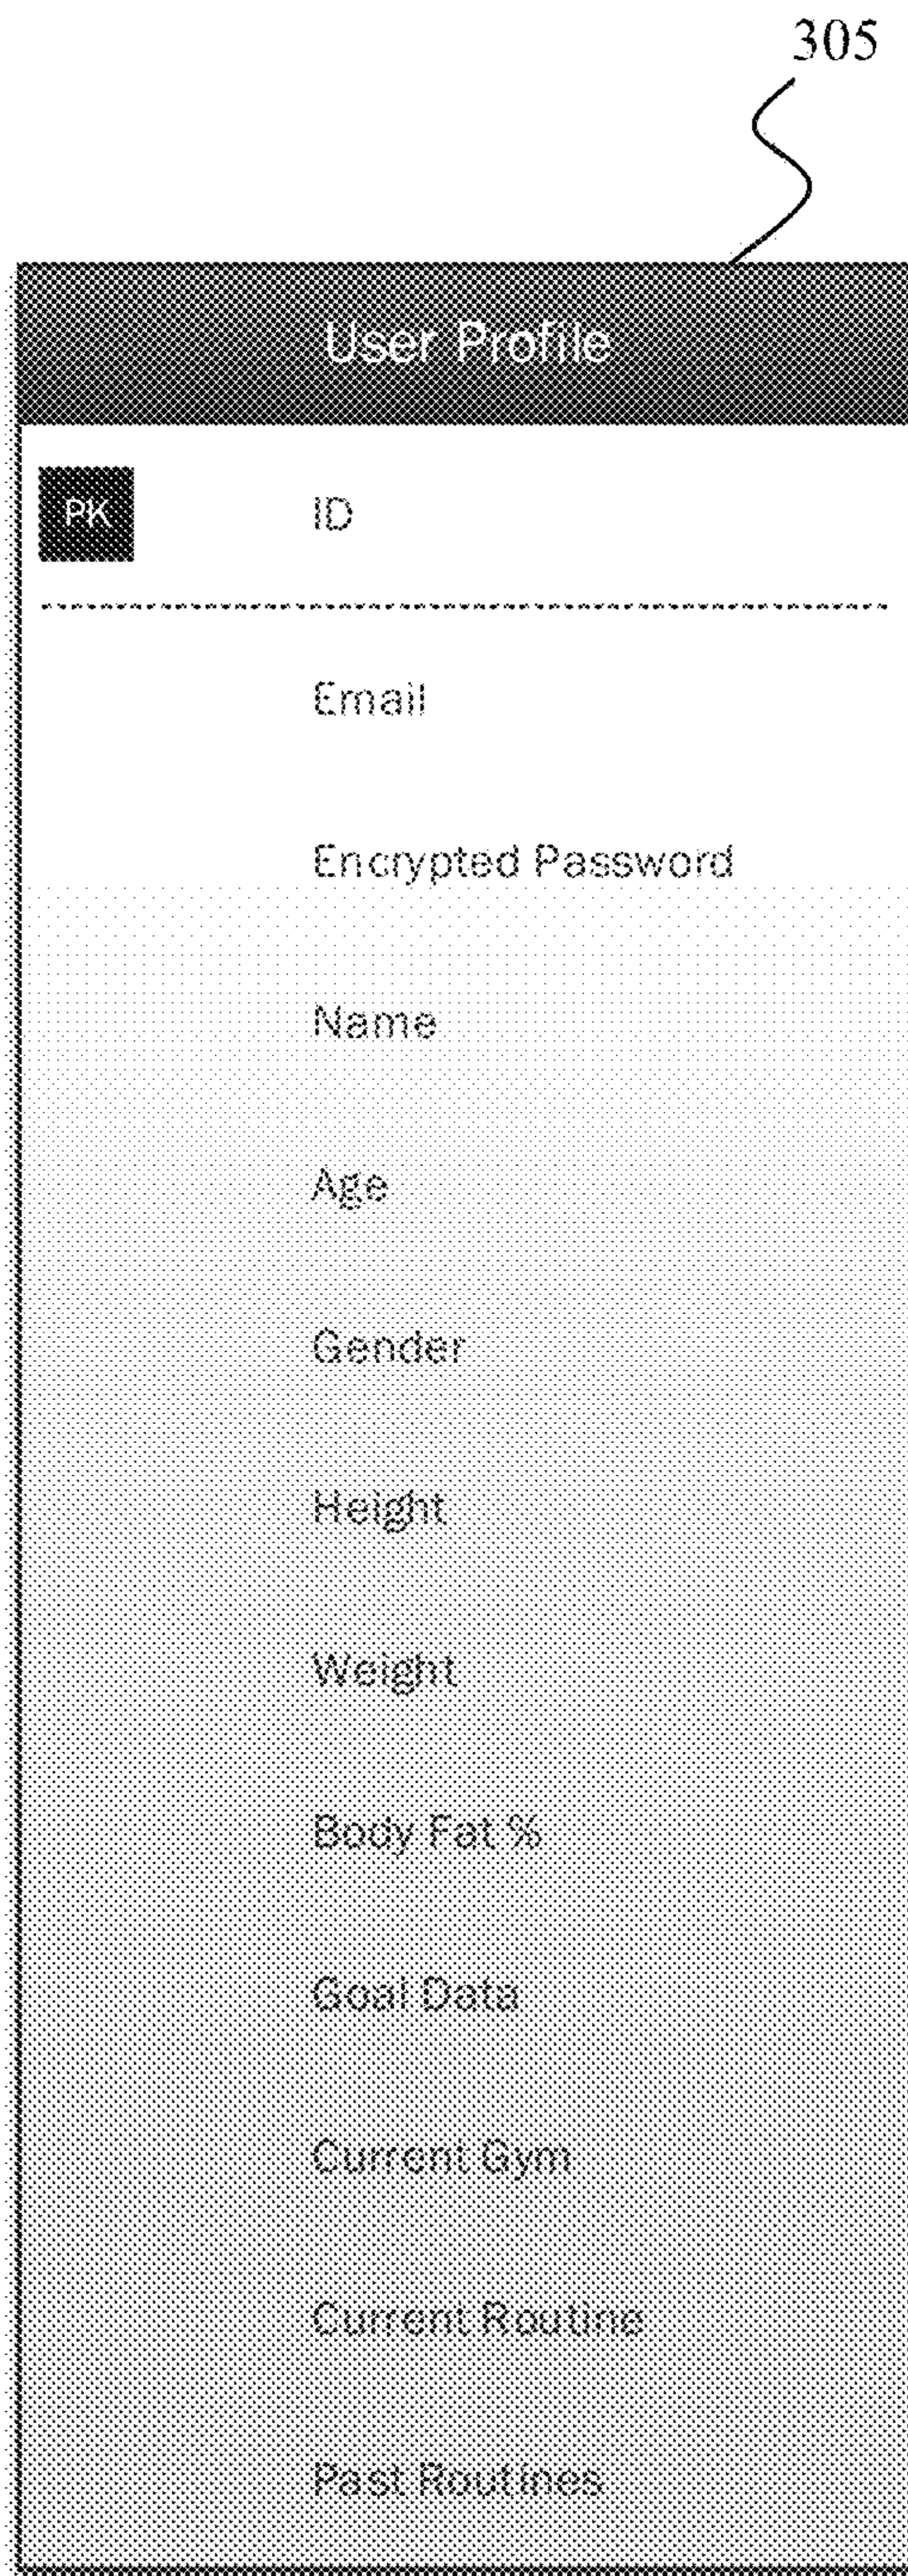 305
User Profile
PK ID
Email
Encrypted Password
Name
Age
Gender
Height
Weight
Body Fat %
Goal Data
Current Gym
Current Routine
Past Routines